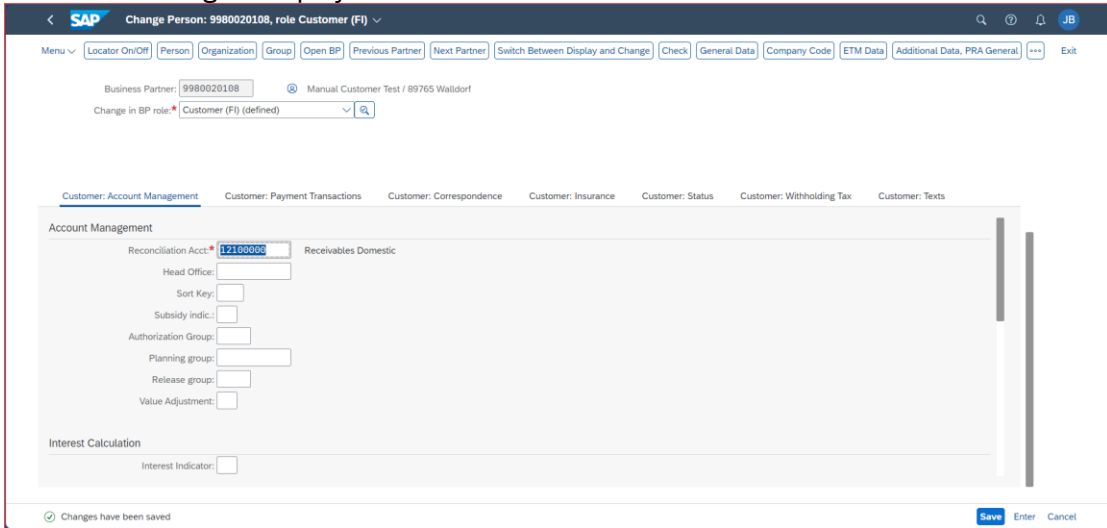 SAP Change Person: 9980020108, role Customer (FI) JB
Menu Locator On/Off Person Organization Group Open BP Previous Partner Next Partner Switch Between Display and Change Check General Data Company Code ETM Data Additional Data, PRA General ••• Exit
Business Partner: 9980020108 Manual Customer Test / 89765 Walldorf
Change in BP role:* Customer (FI) (defined)
Customer: Account Management Customer: Payment Transactions Customer: Correspondence Customer: Insurance Customer: Status Customer: Withholding Tax Customer: Texts
Account Management
Reconciliation Acct:* 12100000 Receivables Domestic
Head Office:
Sort Key:
Subsidy indic.:
Authorization Group:
Planning group:
Release group:
Value Adjustment:
Interest Calculation
Interest Indicator:
Changes have been saved Save Enter Cancel